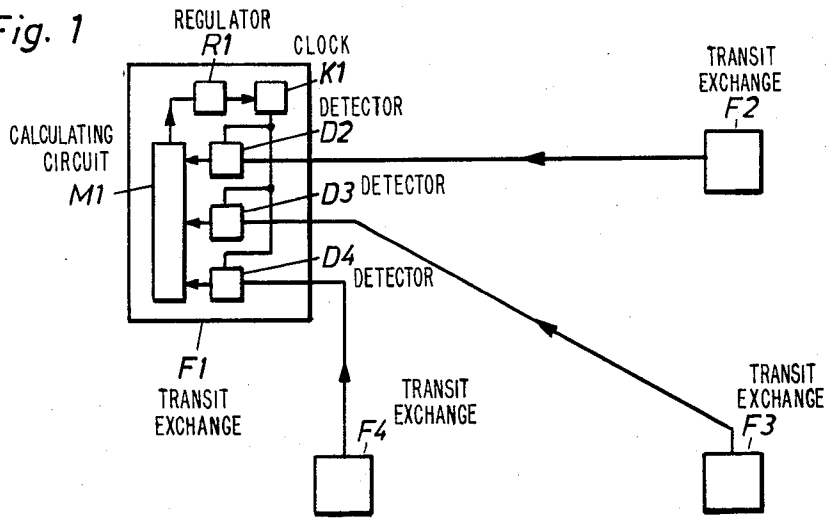 Fig. 1
REGULATOR
R1
CLOCK
K1
DETECTOR
D2
CALCULATING
CIRCUIT
M1
D3 DETECTOR
D4 DETECTOR
F1
TRANSIT
EXCHANGE
TRANSIT
EXCHANGE
F2
TRANSIT
EXCHANGE
F4
TRANSIT
EXCHANGE
F3